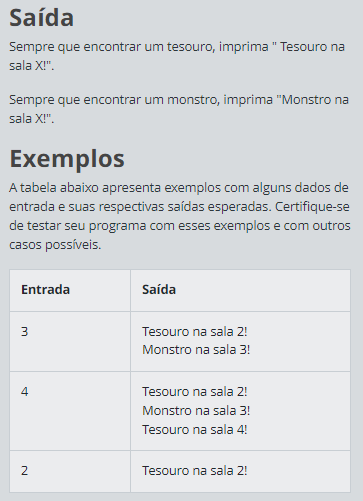 Saída
Sempre que encontrar um tesouro, imprima " Tesouro na
sala X!".
Sempre que encontrar um monstro, imprima "Monstro na
sala X!".
Exemplos
A tabela abaixo apresenta exemplos com alguns dados de
entrada e suas respectivas saídas esperadas. Certifique-se
de testar seu programa com esses exemplos e com outros
casos possíveis.
Entrada Saída
3 Tesouro na sala 2!
Monstro na sala 3!
4 Tesouro na sala 2!
Monstro na sala 3!
Tesouro na sala 4!
2 Tesouro na sala 2!